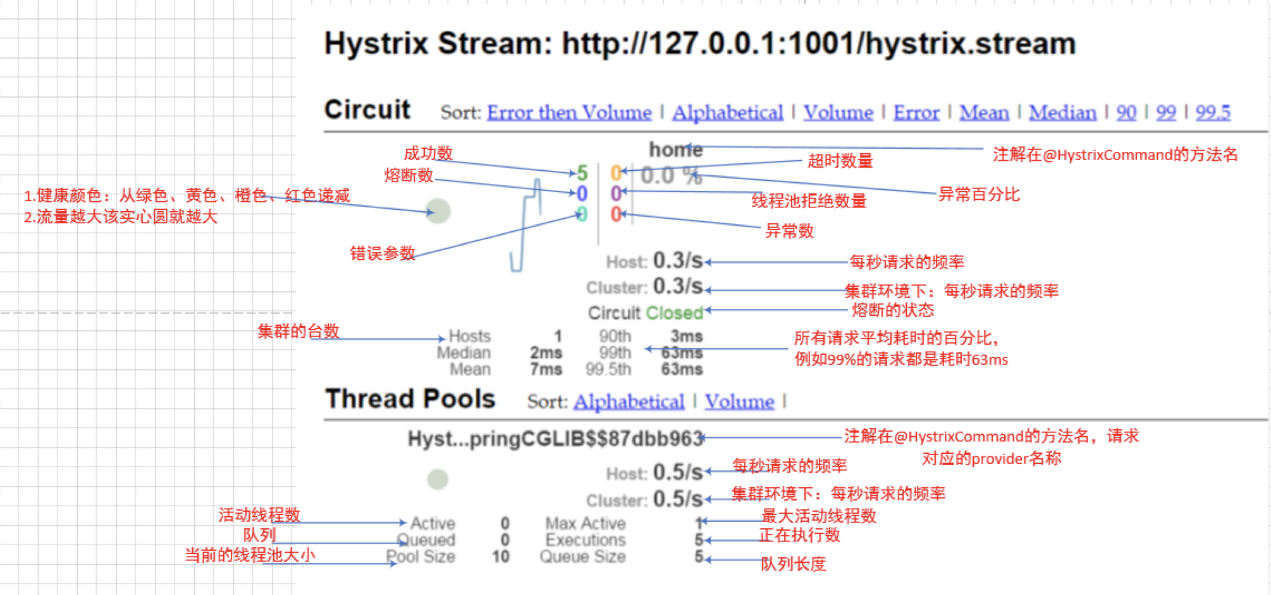 Hystrix Stream: http://127.0.0.1:1001/hystrix.stream
Circuit Sort: Error then Volume | Alphabetical | Volume | Error | Mean | Median | 90 | 99 | 99.5
home
注解在@HystrixCommand的方法名
成功数
5
0
超时数量
0.0 %
异常百分比
熔断数
0
0
线程池拒绝数量
1.健康颜色：从绿色、黄色、橙色、红色递减
2.流量越大该实心圆就越大
错误参数
0
0
异常数
Host: 0.3/s
每秒请求的频率
Cluster: 0.3/s
集群环境下：每秒请求的频率
Circuit Closed
熔断的状态
集群的台数
Hosts 1 90th 3ms
Median 2ms 99th 63ms
Mean 7ms 99.5th 63ms
所有请求平均耗时的百分比，
例如99%的请求都是耗时63ms
Thread Pools Sort: Alphabetical | Volume |
Hyst...pringCGLIB$$87dbb963
注解在@HystrixCommand的方法名，请求
对应的provider名称
Host: 0.5/s
每秒请求的频率
Cluster: 0.5/s
集群环境下：每秒请求的频率
活动线程数
Active 0 Max Active 1
最大活动线程数
队列
Queued 0 Executions 5
正在执行数
当前的线程池大小
Pool Size 10 Queue Size 5
队列长度